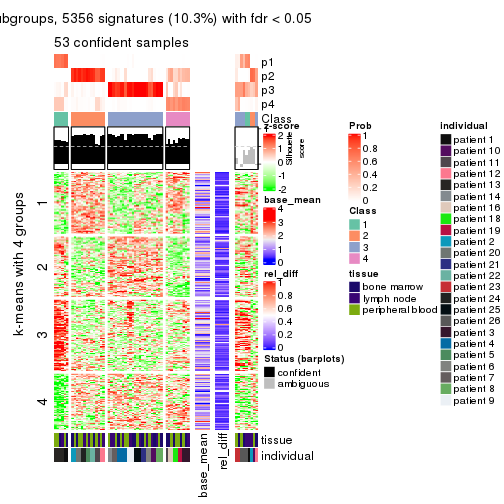 ubgroups, 5356 signatures (10.3%) with fdr < 0.05
53 confident samples
p1
p2
p3
p4
Class
z-score
2
1
0
-1
-2
Silhouette
score
base_mean
4
3
2
1
0
rel_diff
1
0.8
0.6
0.4
0.2
0
Status (barplots)
confident
ambiguous
Prob
1
0.8
0.6
0.4
0.2
0
Class
1
2
3
4
tissue
bone marrow
lymph node
peripheral blood
individual
patient 1
patient 10
patient 11
patient 12
patient 13
patient 14
patient 16
patient 18
patient 19
patient 2
patient 20
patient 21
patient 22
patient 23
patient 24
patient 25
patient 26
patient 3
patient 4
patient 5
patient 6
patient 7
patient 8
patient 9
k-means with 4 groups
1
2
3
4
tissue
individual
base_mean
rel_diff